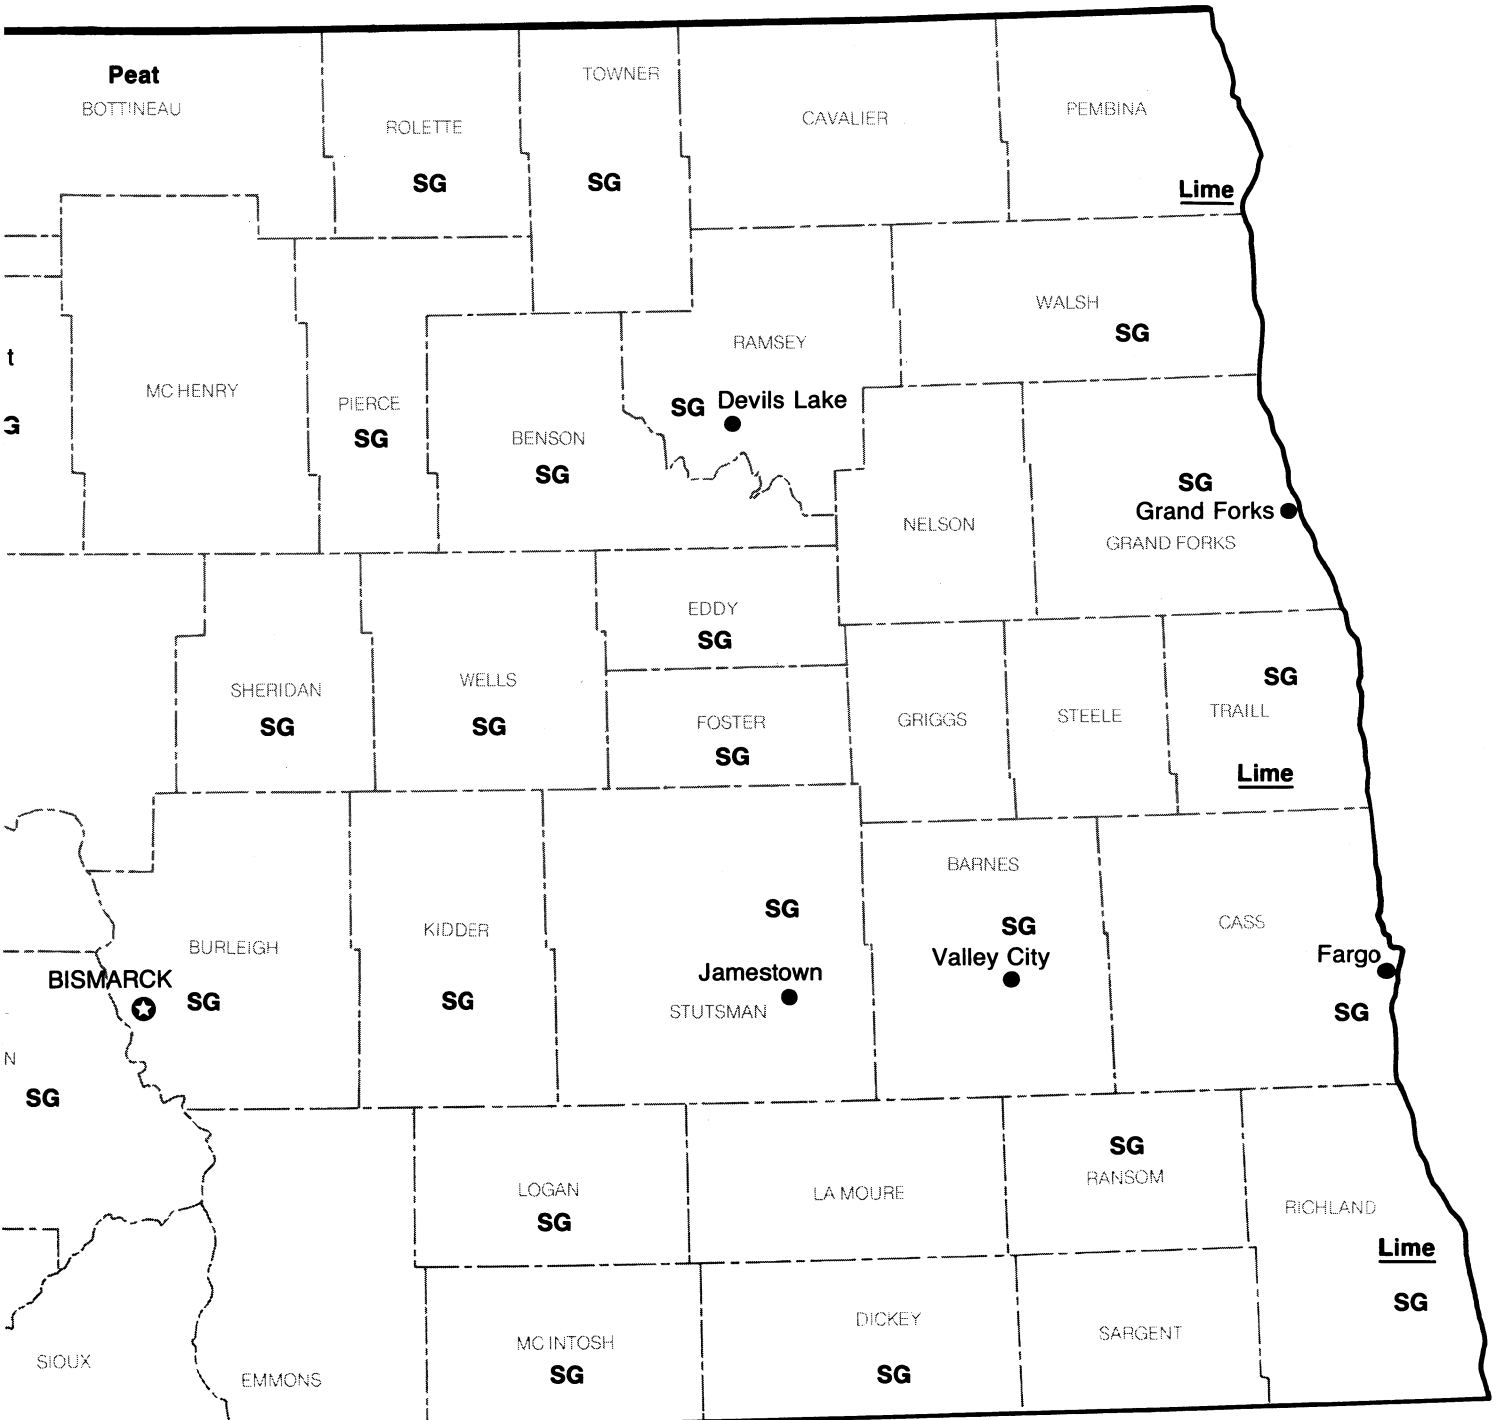 Peat
BOTTINEAU
ROLETTE
SG
TOWNER
SG
CAVALIER
PEMBINA
Lime
t
G
MC HENRY
PIERCE
SG
BENSON
SG
RAMSEY
SG Devils Lake
WALSH
SG
NELSON
SG
Grand Forks
GRAND FORKS
SHERIDAN
SG
WELLS
SG
EDDY
SG
FOSTER
SG
GRIGGS
STEELE
SG
TRAILL
Lime
BISMARCK
BURLEIGH
SG
KIDDER
SG
SG
Jamestown
STUTSMAN
BARNES
SG
Valley City
CASS
Fargo
SG
N
SG
LOGAN
SG
LA MOURE
SG
RANSOM
RICHLAND
Lime
SG
SIOUX
EMMONS
MC INTOSH
SG
DICKEY
SG
SARGENT